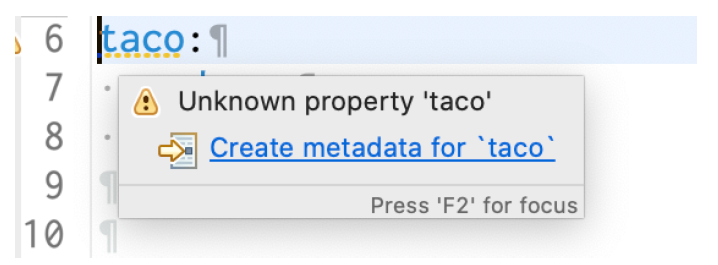 6 taco:¶
7
8
9 ¶
10 ¶
Unknown property 'taco'
Create metadata for `taco`
Press 'F2' for focus